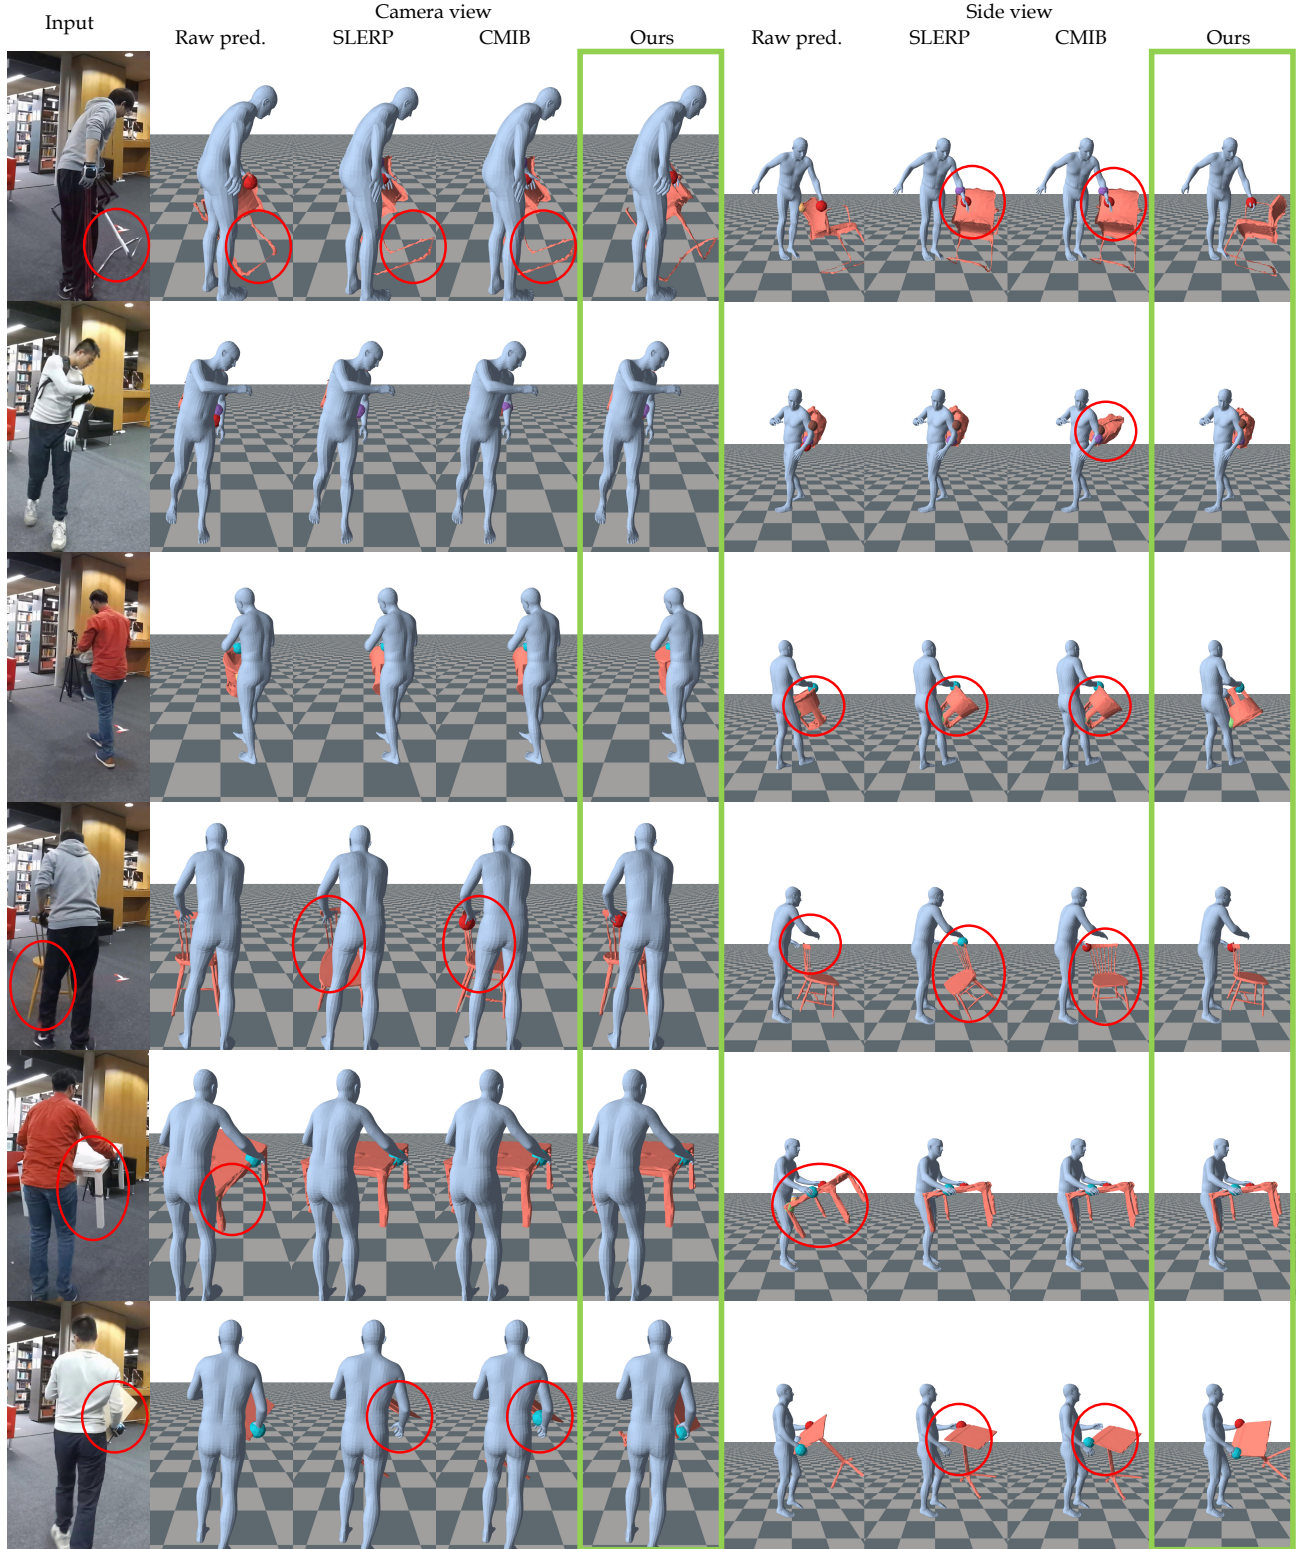 Input
Camera view
Side view
Raw pred.
SLERP
CMIB
Ours
Raw pred.
SLERP
CMIB
Ours